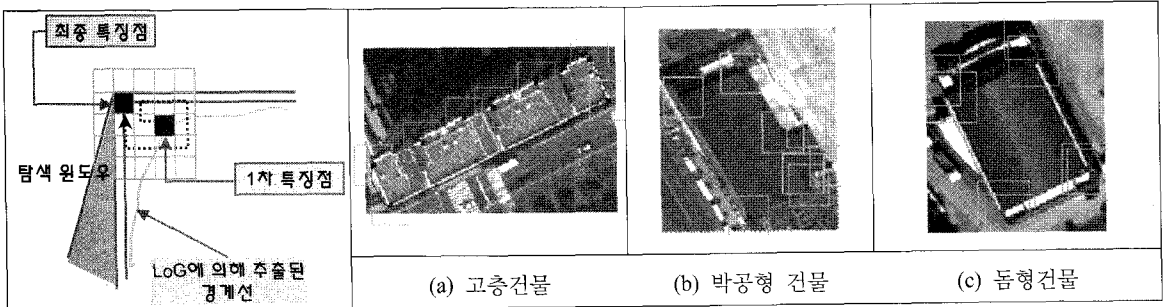 최종 특징점
탐색 윈도우
1차 특징점
LoG에 의해 추출된
경계선
(a) 고층건물
(b) 박공형 건물
(c) 돔형건물